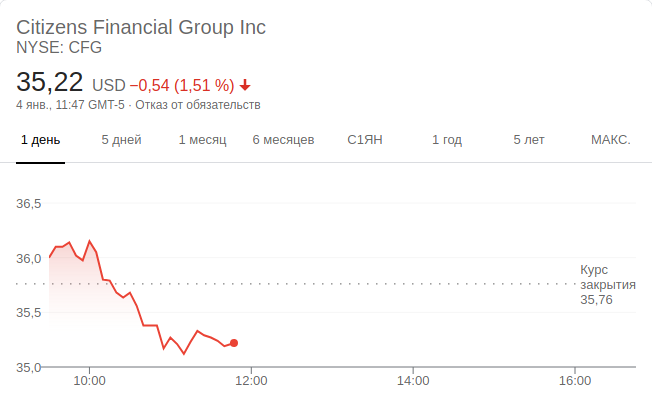 Citizens Financial Group Inc
NYSE: CFG
35,22 USD −0,54 (1,51 %)
4 янв., 11:47 GMT-5 · Отказ от обязательств
1 день 5 дней 1 месяц 6 месяцев С1ЯН 1 год 5 лет МАКС.
36,5
36,0
Курс
закрытия
35,76
35,5
35,0
10:00 12:00 14:00 16:00